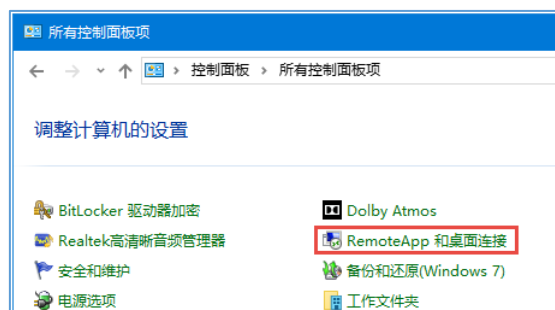 所有控制面板项
控制面板 › 所有控制面板项
调整计算机的设置
BitLocker 驱动器加密
Dolby Atmos
Realtek高清晰音频管理器
RemoteApp 和桌面连接
安全和维护
备份和还原(Windows 7)
电源选项
工作文件夹